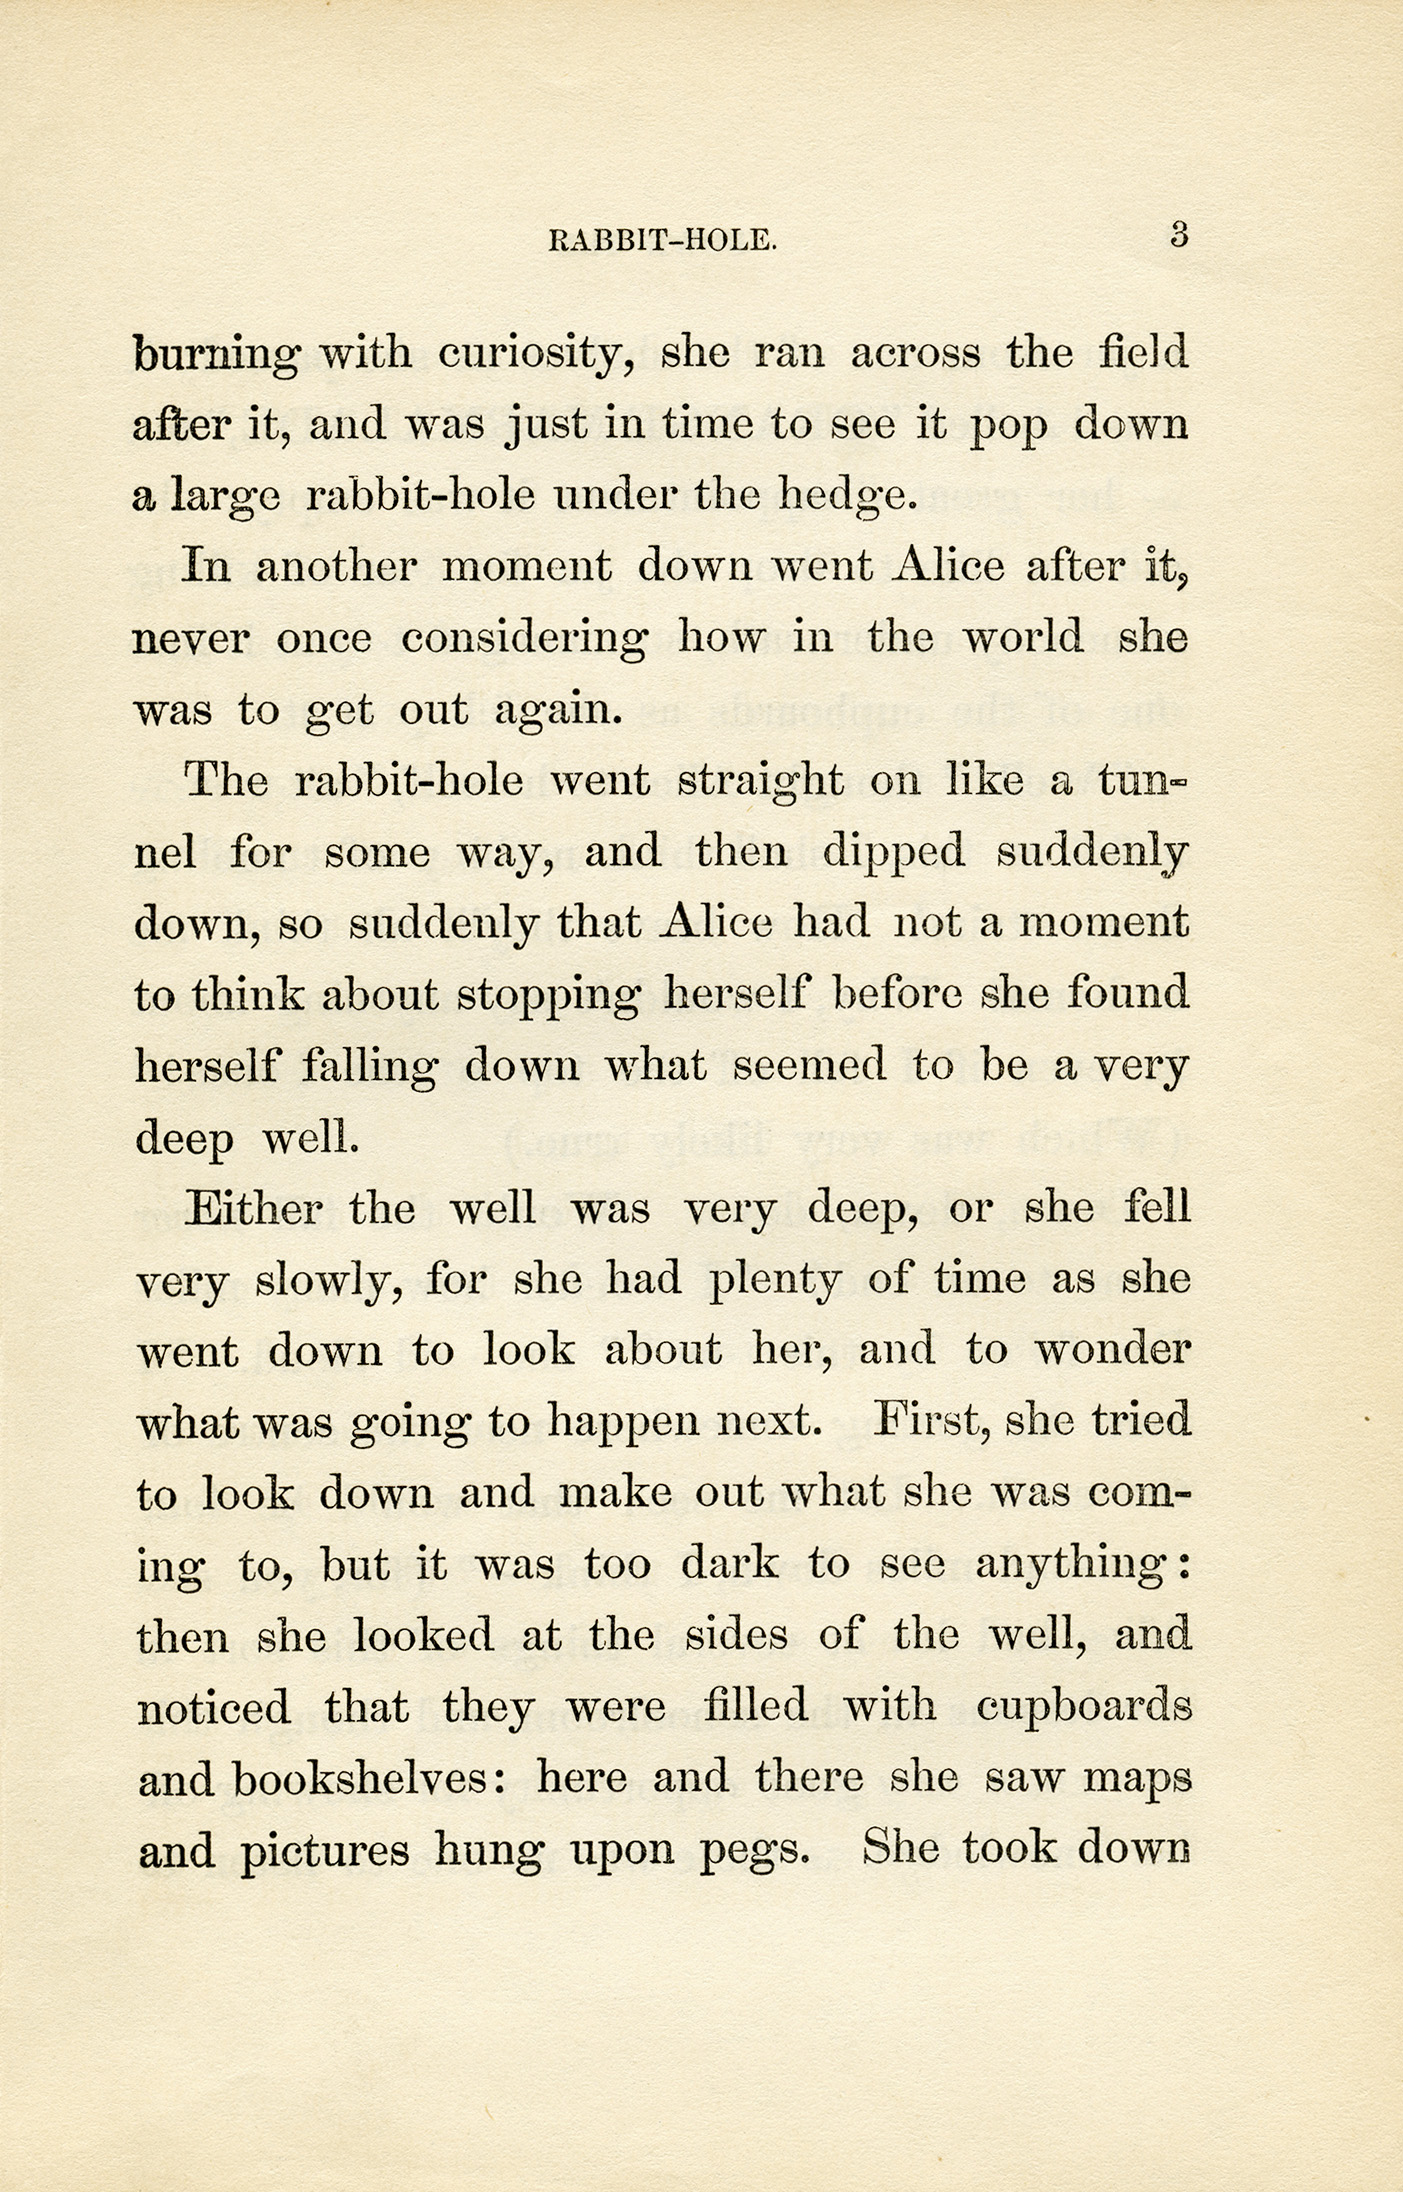 RABBIT-HOLE. 3
burning with curiosity, she ran across the field
after it, and was just in time to see it pop down
a large rabbit-hole under the hedge.
In another moment down went Alice after it,
never once considering how in the world she
was to get out again.
The rabbit-hole went straight on like a tun-
nel for some way, and then dipped suddenly
down, so suddenly that Alice had not a moment
to think about stopping herself before she found
herself falling down what seemed to be a very
deep well.
Either the well was very deep, or she fell
very slowly, for she had plenty of time as she
went down to look about her, and to wonder
what was going to happen next. First, she tried
to look down and make out what she was com-
ing to, but it was too dark to see anything:
then she looked at the sides of the well, and
noticed that they were filled with cupboards
and bookshelves: here and there she saw maps
and pictures hung upon pegs. She took down